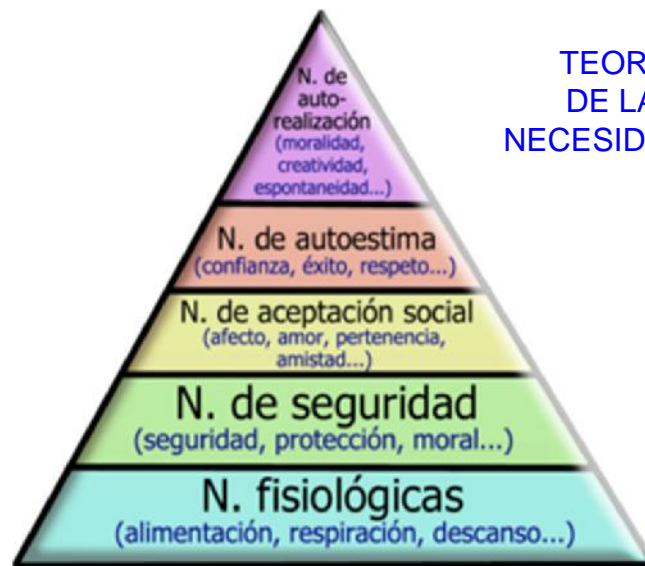 N. de
auto-
realización
(moralidad,
creatividad,
espontaneidad...)
TEOR
DE LA
NECESID
N. de autoestima
(confianza, éxito, respeto...)
N. de aceptación social
(afecto, amor, pertenencia,
amistad...)
N. de seguridad
(seguridad, protección, moral...)
N. fisiológicas
(alimentación, respiración, descanso...)